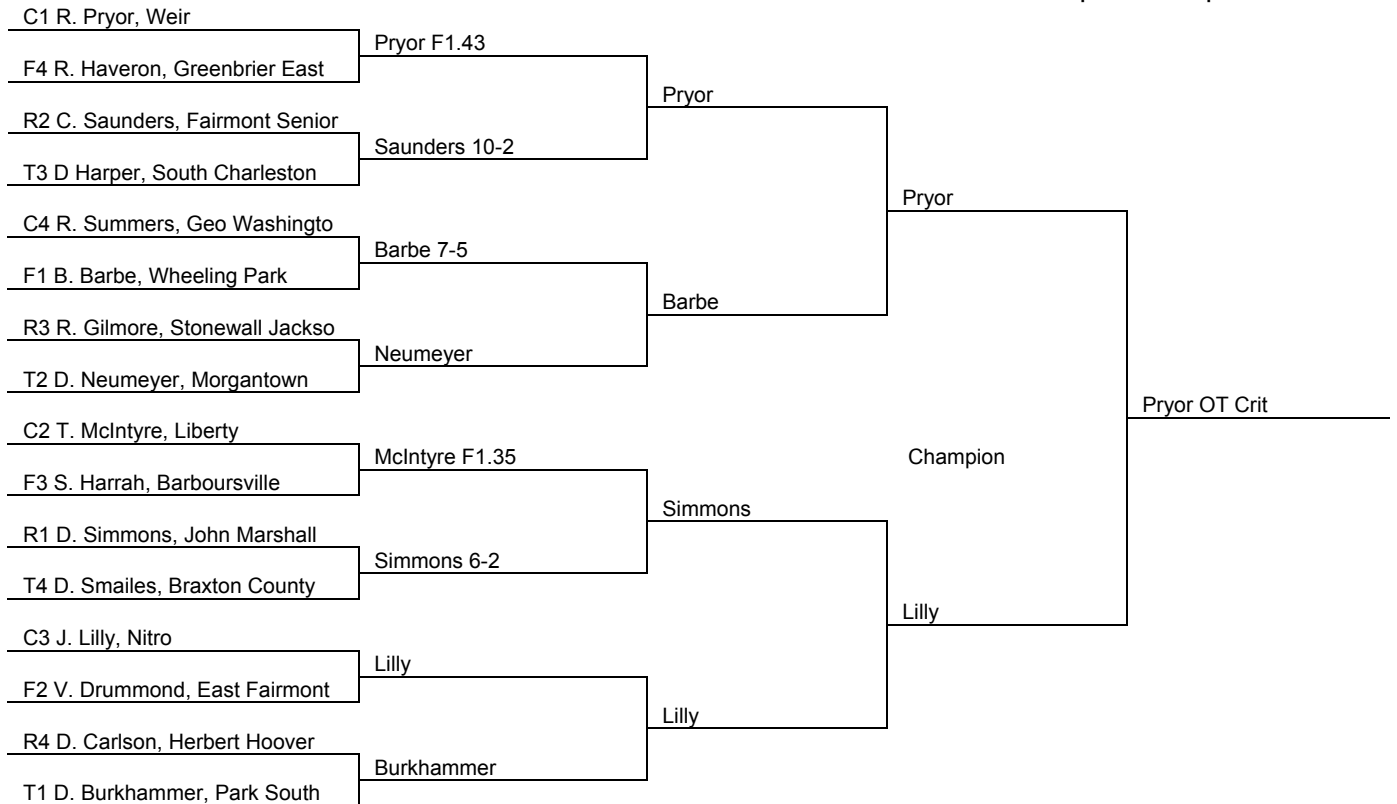 C1 R. Pryor, Weir
Pryor F1.43
F4 R. Haveron, Greenbrier East
Pryor
R2 C. Saunders, Fairmont Senior
Saunders 10-2
T3 D Harper, South Charleston
Pryor
C4 R. Summers, Geo Washingto
Barbe 7-5
F1 B. Barbe, Wheeling Park
Barbe
R3 R. Gilmore, Stonewall Jackso
Neumeyer
T2 D. Neumeyer, Morgantown
Pryor OT Crit
C2 T. McIntyre, Liberty
McIntyre F1.35
Champion
F3 S. Harrah, Barboursville
Simmons
R1 D. Simmons, John Marshall
Simmons 6-2
T4 D. Smailes, Braxton County
Lilly
C3 J. Lilly, Nitro
Lilly
F2 V. Drummond, East Fairmont
Lilly
R4 D. Carlson, Herbert Hoover
Burkhammer
T1 D. Burkhammer, Park South